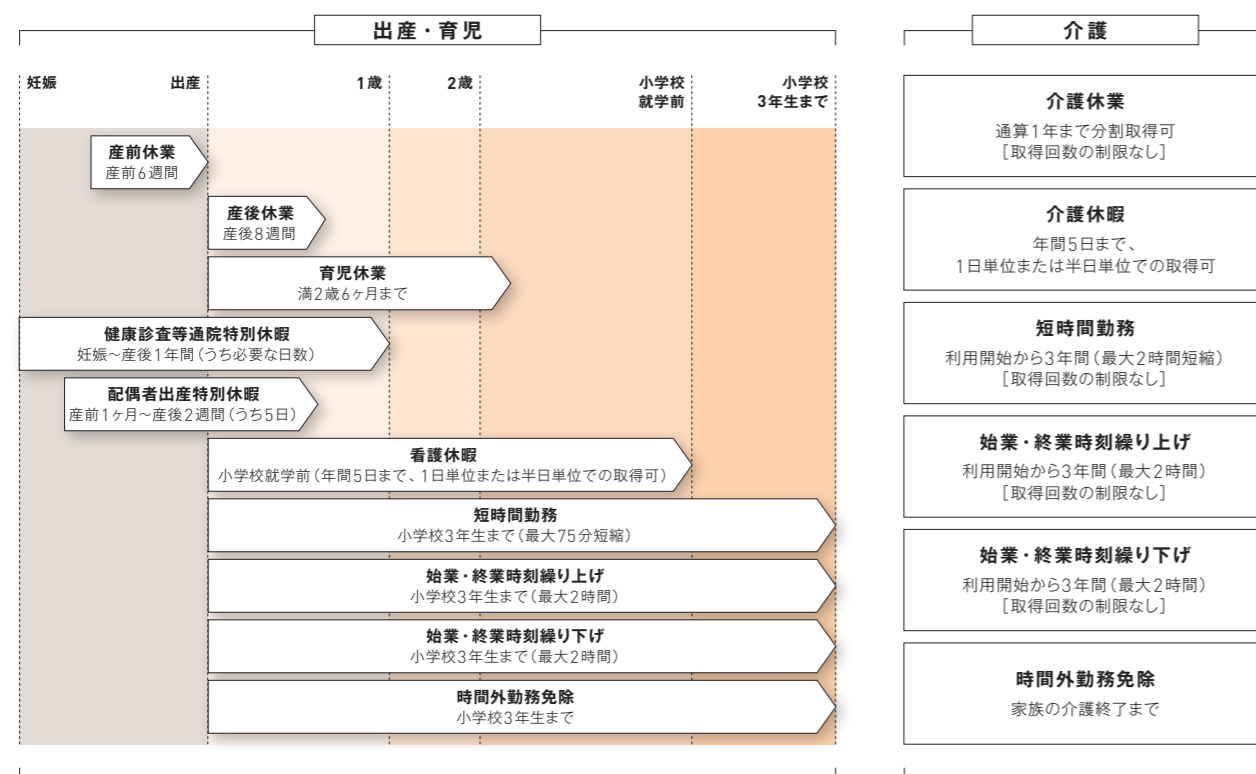 出産・育児
妊娠
出産
1歳
2歳
小学校
就学前
小学校
3年生まで
産前休業
産前6週間
産後休業
産後8週間
育児休業
満2歳6ヶ月まで
健康診査等通院特別休暇
妊娠～産後1年間（うち必要な日数）
配偶者出産特別休暇
産前1ヶ月～産後2週間（うち5日）
看護休暇
小学校就学前（年間5日まで、1日単位または半日単位での取得可）
短時間勤務
小学校3年生まで（最大75分短縮）
始業・終業時刻繰り上げ
小学校3年生まで（最大2時間）
始業・終業時刻繰り下げ
小学校3年生まで（最大2時間）
時間外勤務免除
小学校3年生まで
介護
介護休業
通算1年まで分割取得可
［取得回数の制限なし］
介護休暇
年間5日まで、
1日単位または半日単位での取得可
短時間勤務
利用開始から3年間（最大2時間短縮）
［取得回数の制限なし］
始業・終業時刻繰り上げ
利用開始から3年間（最大2時間）
［取得回数の制限なし］
始業・終業時刻繰り下げ
利用開始から3年間（最大2時間）
［取得回数の制限なし］
時間外勤務免除
家族の介護終了まで